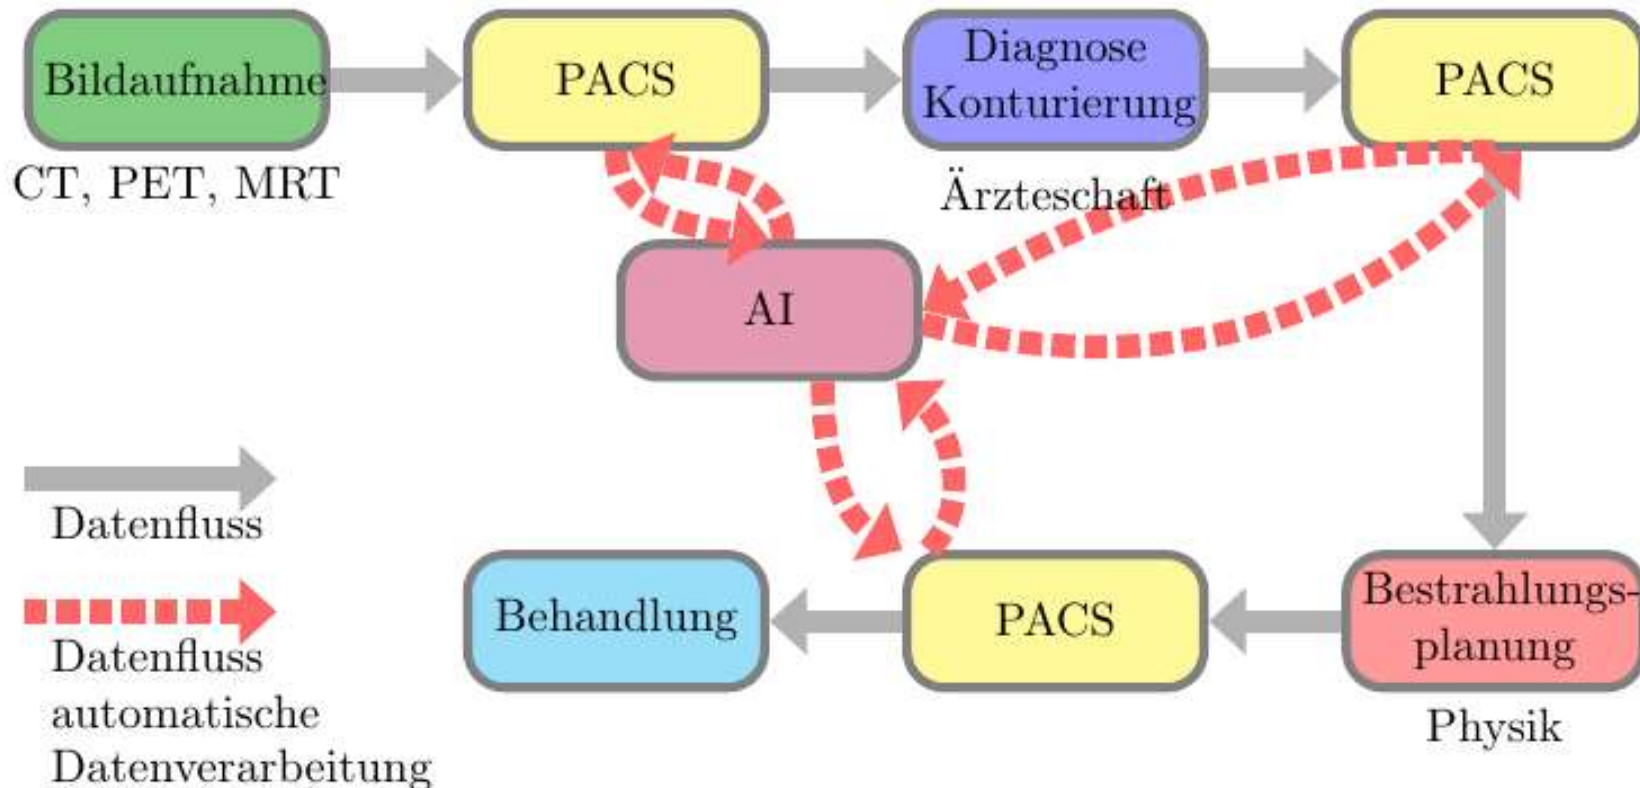 Bildaufnahme
PACS
Diagnose
Konturierung
PACS
CT, PET, MRT
Ärzteschaft
AI
Datenfluss
Datenfluss
automatische
Datenverarbeitung
Behandlung
PACS
Bestrahlungs-
planung
Physik